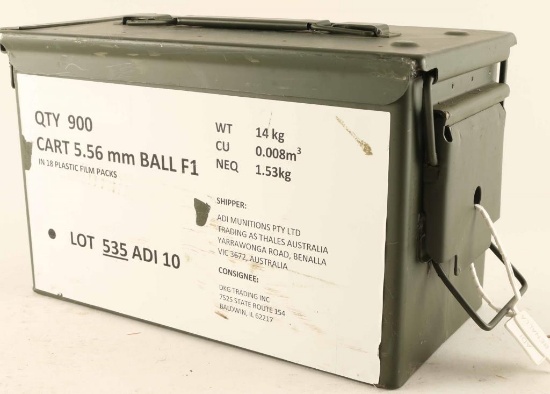 QTY 900
CART 5.56 mm BALL F1
IN 18 PLASTIC FILM PACKS
LOT 535 ADI 10
WT 14 kg
CU 0.008m³
NEQ 1.53kg
SHIPPER:
ADI MUNITIONS PTY LTD
TRADING AS THALES AUSTRALIA
YARRAWONGA ROAD, BENALLA
VIC 3672, AUSTRALIA
CONSIGNEE:
DRG TRADING INC
7525 STATE ROUTE 154
BALDWIN, IL 62217